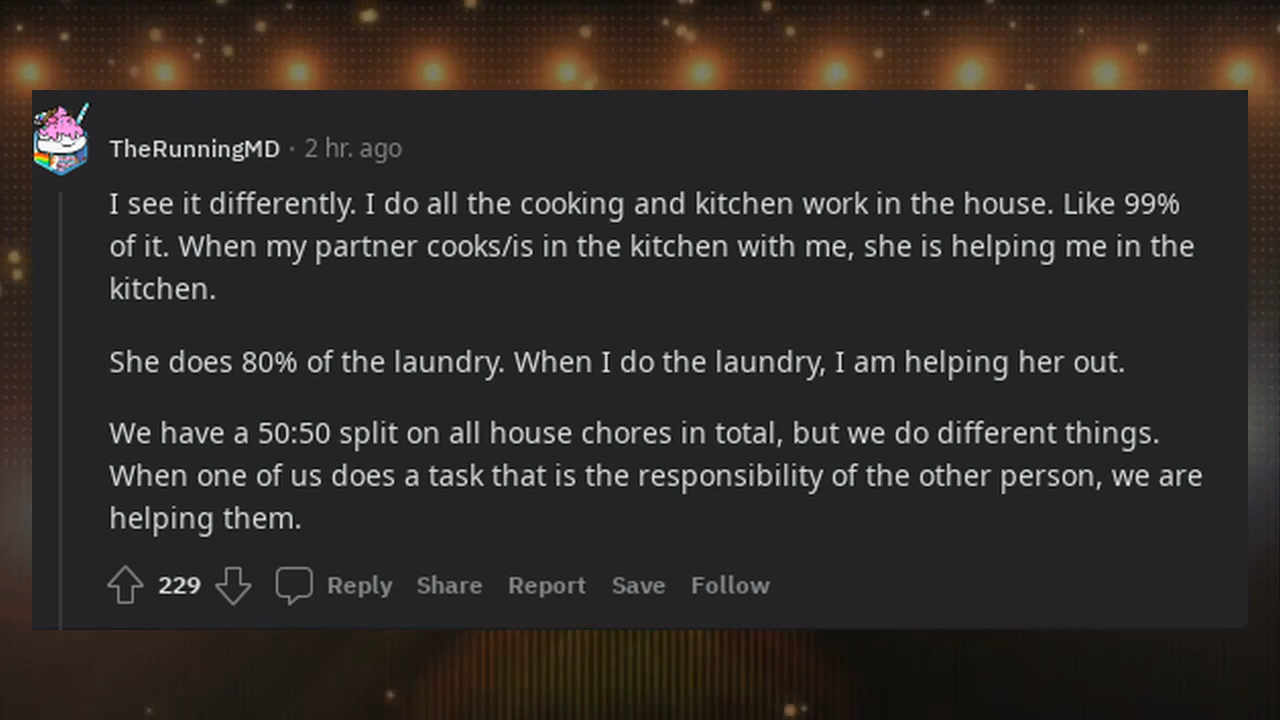 TheRunningMD · 2 hr. ago
I see it differently. I do all the cooking and kitchen work in the house. Like 99%
of it. When my partner cooks/is in the kitchen with me, she is helping me in the
kitchen.
She does 80% of the laundry. When I do the laundry, I am helping her out.
We have a 50:50 split on all house chores in total, but we do different things.
When one of us does a task that is the responsibility of the other person, we are
helping them.
229 Reply Share Report Save Follow